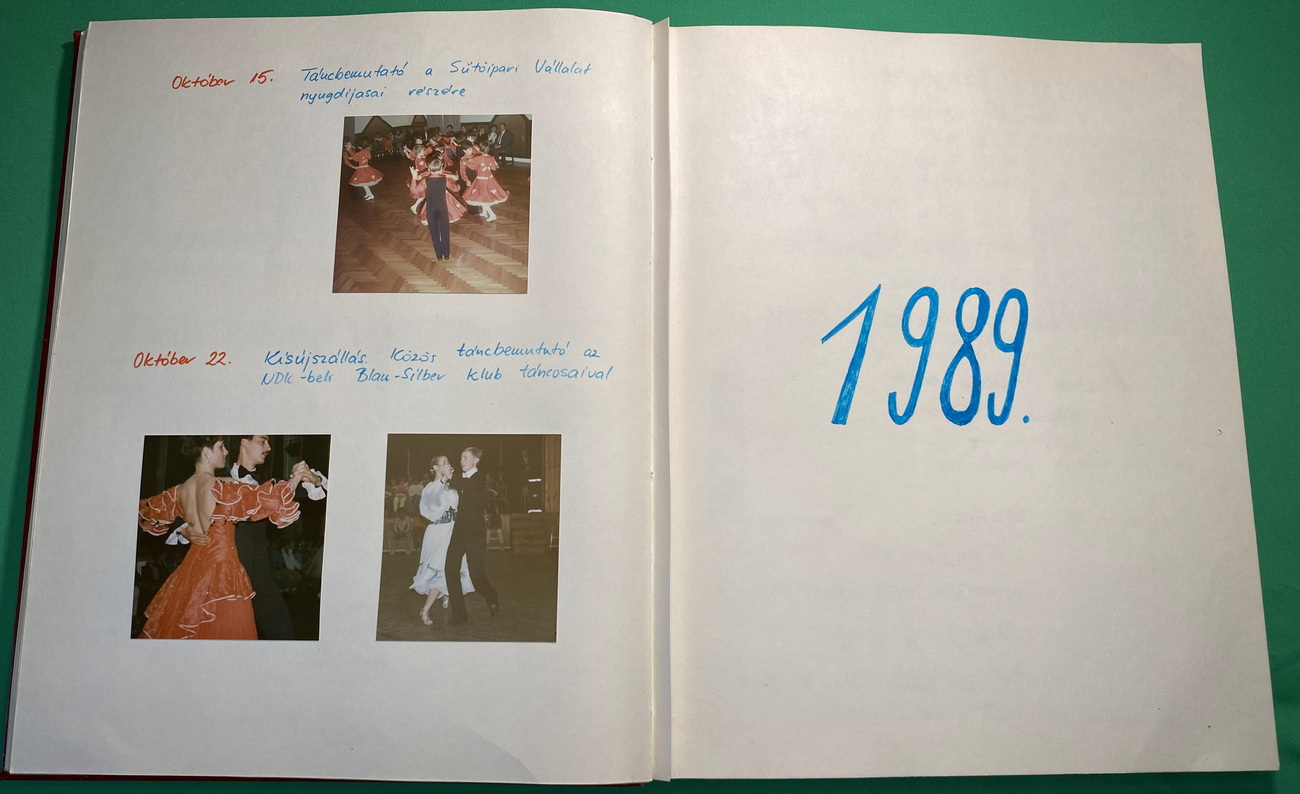 Október 15. Táncbemutató a Sütőipari Vállalat
nyugdíjasai részére
Október 22. Kisújszállás. Közös táncbemutató az
NDK-beli Blau-Silber klub táncosaival
1989.